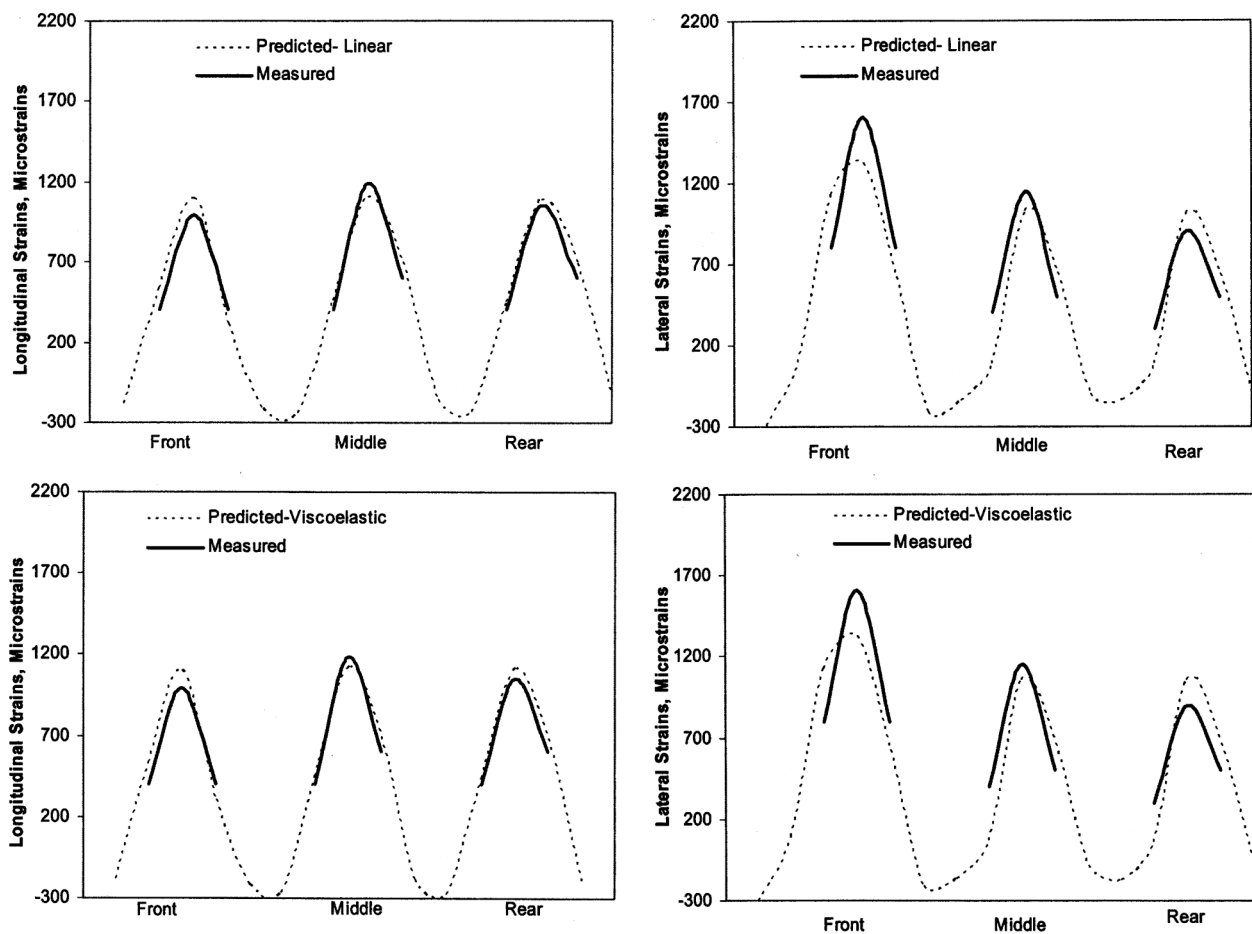 2200
1700
1200
700
200
-300
Longitudinal Strains, Microstrains
Predicted- Linear
Measured
Front
Middle
Rear
2200
1700
1200
700
200
-300
Lateral Strains, Microstrains
Predicted- Linear
Measured
Front
Middle
Rear
2200
1700
1200
700
200
-300
Longitudinal Strains, Microstrains
Predicted-Viscoelastic
Measured
Front
Middle
Rear
2200
1700
1200
700
200
-300
Lateral Strains, Microstrains
Predicted-Viscoelastic
Measured
Front
Middle
Rear